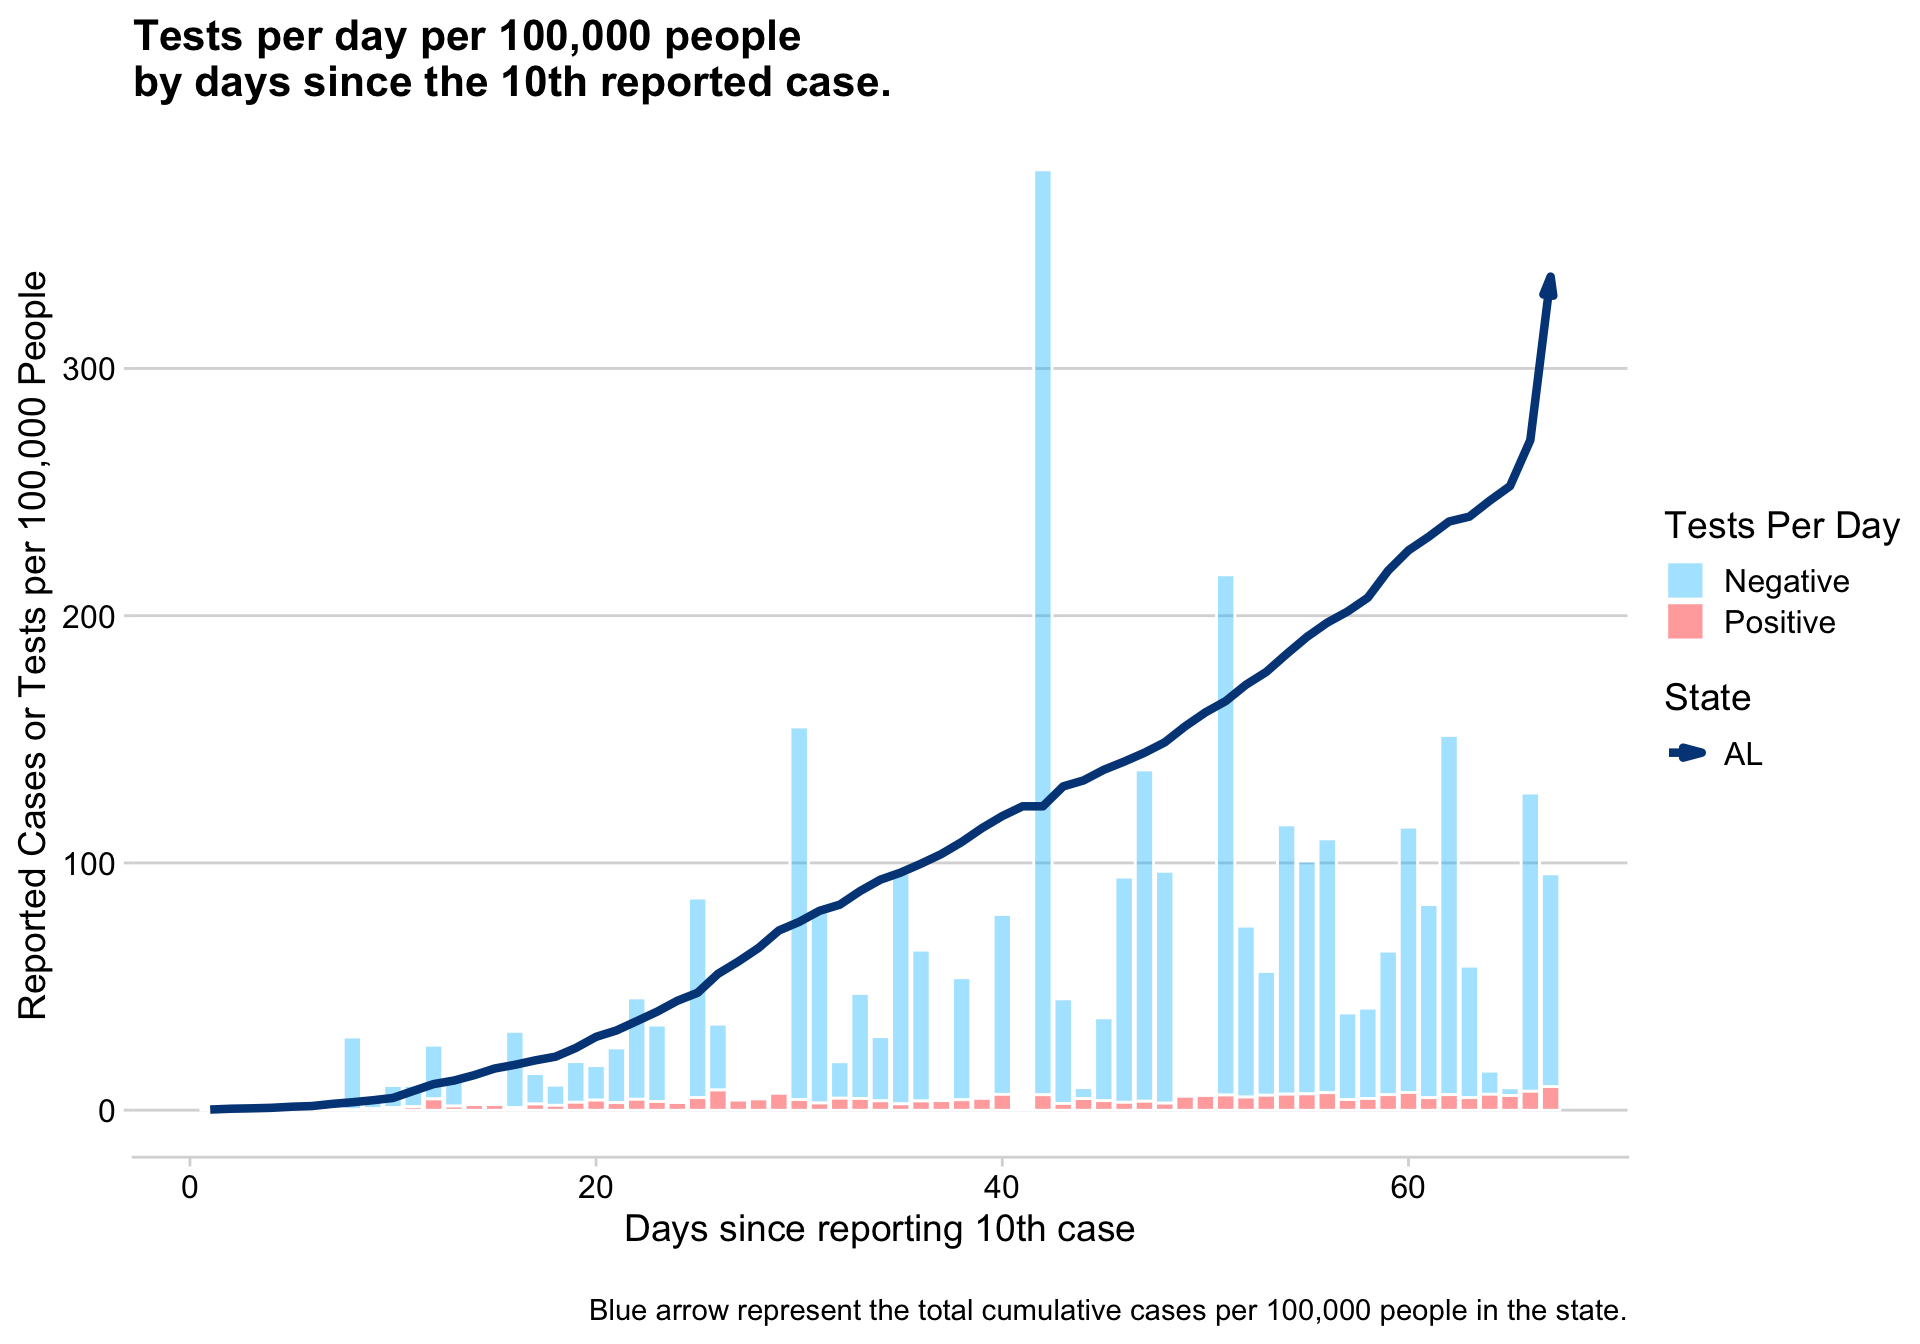 Tests per day per 100,000 people
by days since the 10th reported case.
Reported Cases or Tests per 100,000 People
300
200
100
0
0
20
40
60
Days since reporting 10th case
Tests Per Day
Negative
Positive
State
AL
Blue arrow represent the total cumulative cases per 100,000 people in the state.